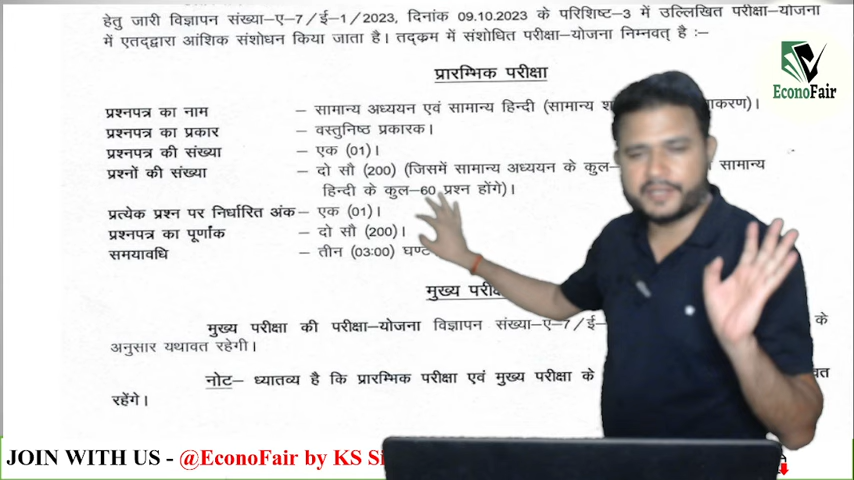 हेतु जारी विज्ञापन संख्या–ए–7/ई–1/2023, दिनांक 09.10.2023 के परिशिष्ट–3 में उल्लिखित परीक्षा–योजना
में एतद्द्वारा आंशिक संशोधन किया जाता है। तद्क्रम में संशोधित परीक्षा–योजना निम्नवत् है :–
EconoFair
प्रारम्भिक परीक्षा
प्रश्नपत्र का नाम – सामान्य अध्ययन एवं सामान्य हिन्दी (सामान्य
प्रश्नपत्र का प्रकार – वस्तुनिष्ठ प्रकारक।
प्रश्नपत्र की संख्या – एक (01)।
प्रश्नों की संख्या – दो सौ (200) (जिसमें सामान्य अध्ययन के कुल– सामान्य
हिन्दी के कुल–60 प्रश्न होंगे)।
प्रत्येक प्रश्न पर निर्धारित अंक – एक (01)।
प्रश्नपत्र का पूर्णांक – दो सौ (200)।
समयावधि – तीन (03:00)
मुख्य
मुख्य परीक्षा की परीक्षा–योजना विज्ञापन संख्या–ए–7/ई– के
अनुसार यथावत रहेगी।
नोट– ध्यातव्य है कि प्रारम्भिक परीक्षा एवं मुख्य परीक्षा के
रहेंगे।
JOIN WITH US - @EconoFair by KS